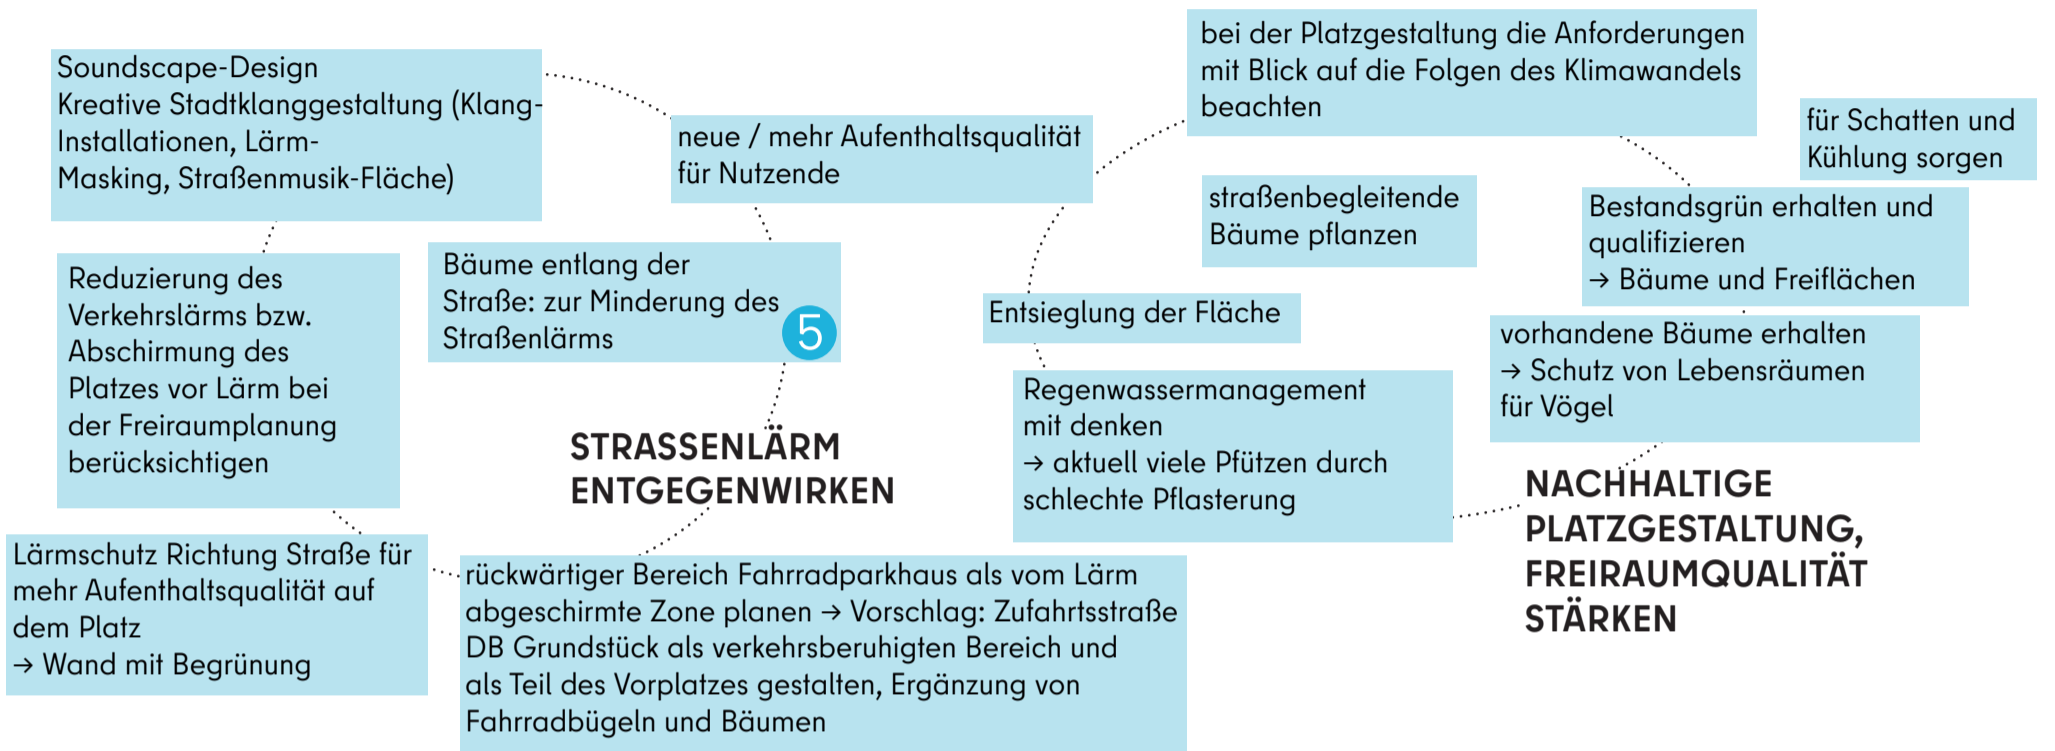 Soundscape-Design
Kreative Stadtklanggestaltung (Klang-
Installationen, Lärm-
Masking, Straßenmusik-Fläche)
neue / mehr Aufenthaltsqualität
für Nutzende
Reduzierung des
Verkehrslärms bzw.
Abschirmung des
Platzes vor Lärm bei
der Freiraumplanung
berücksichtigen
Bäume entlang der
Straße: zur Minderung des
Straßenlärms
5
STRASSENLÄRM
ENTGEGENWIRKEN
Lärmschutz Richtung Straße für
mehr Aufenthaltsqualität auf
dem Platz
→ Wand mit Begrünung
rückwärtiger Bereich Fahrradparkhaus als vom Lärm
abgeschirmte Zone planen → Vorschlag: Zufahrtsstraße
DB Grundstück als verkehrsberuhigten Bereich und
als Teil des Vorplatzes gestalten, Ergänzung von
Fahrradbügeln und Bäumen
bei der Platzgestaltung die Anforderungen
mit Blick auf die Folgen des Klimawandels
beachten
für Schatten und
Kühlung sorgen
straßenbegleitende
Bäume pflanzen
Bestandsgrün erhalten und
qualifizieren
→ Bäume und Freiflächen
Entsieglung der Fläche
vorhandene Bäume erhalten
→ Schutz von Lebensräumen
für Vögel
Regenwassermanagement
mit denken
→ aktuell viele Pfützen durch
schlechte Pflasterung
NACHHALTIGE
PLATZGESTALTUNG,
FREIRAUMQUALITÄT
STÄRKEN